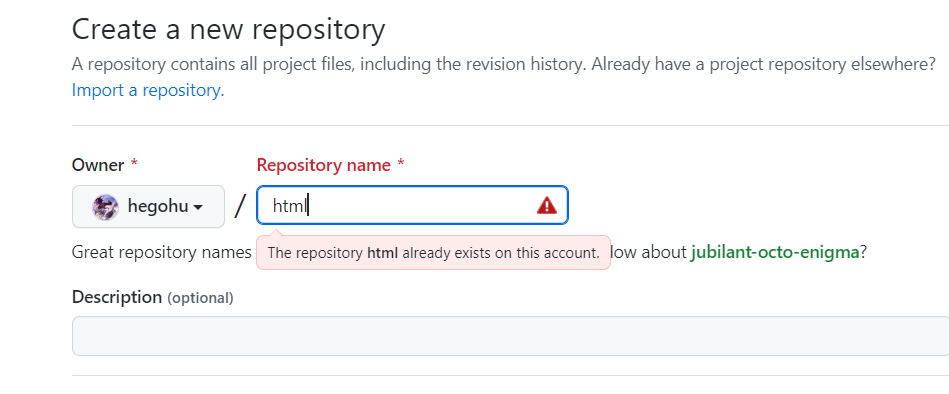 Create a new repository
A repository contains all project files, including the revision history. Already have a project repository elsewhere?
Import a repository.
Owner * Repository name *
hegohu / html
Great repository names The repository html already exists on this account. How about jubilant-octo-enigma?
Description (optional)